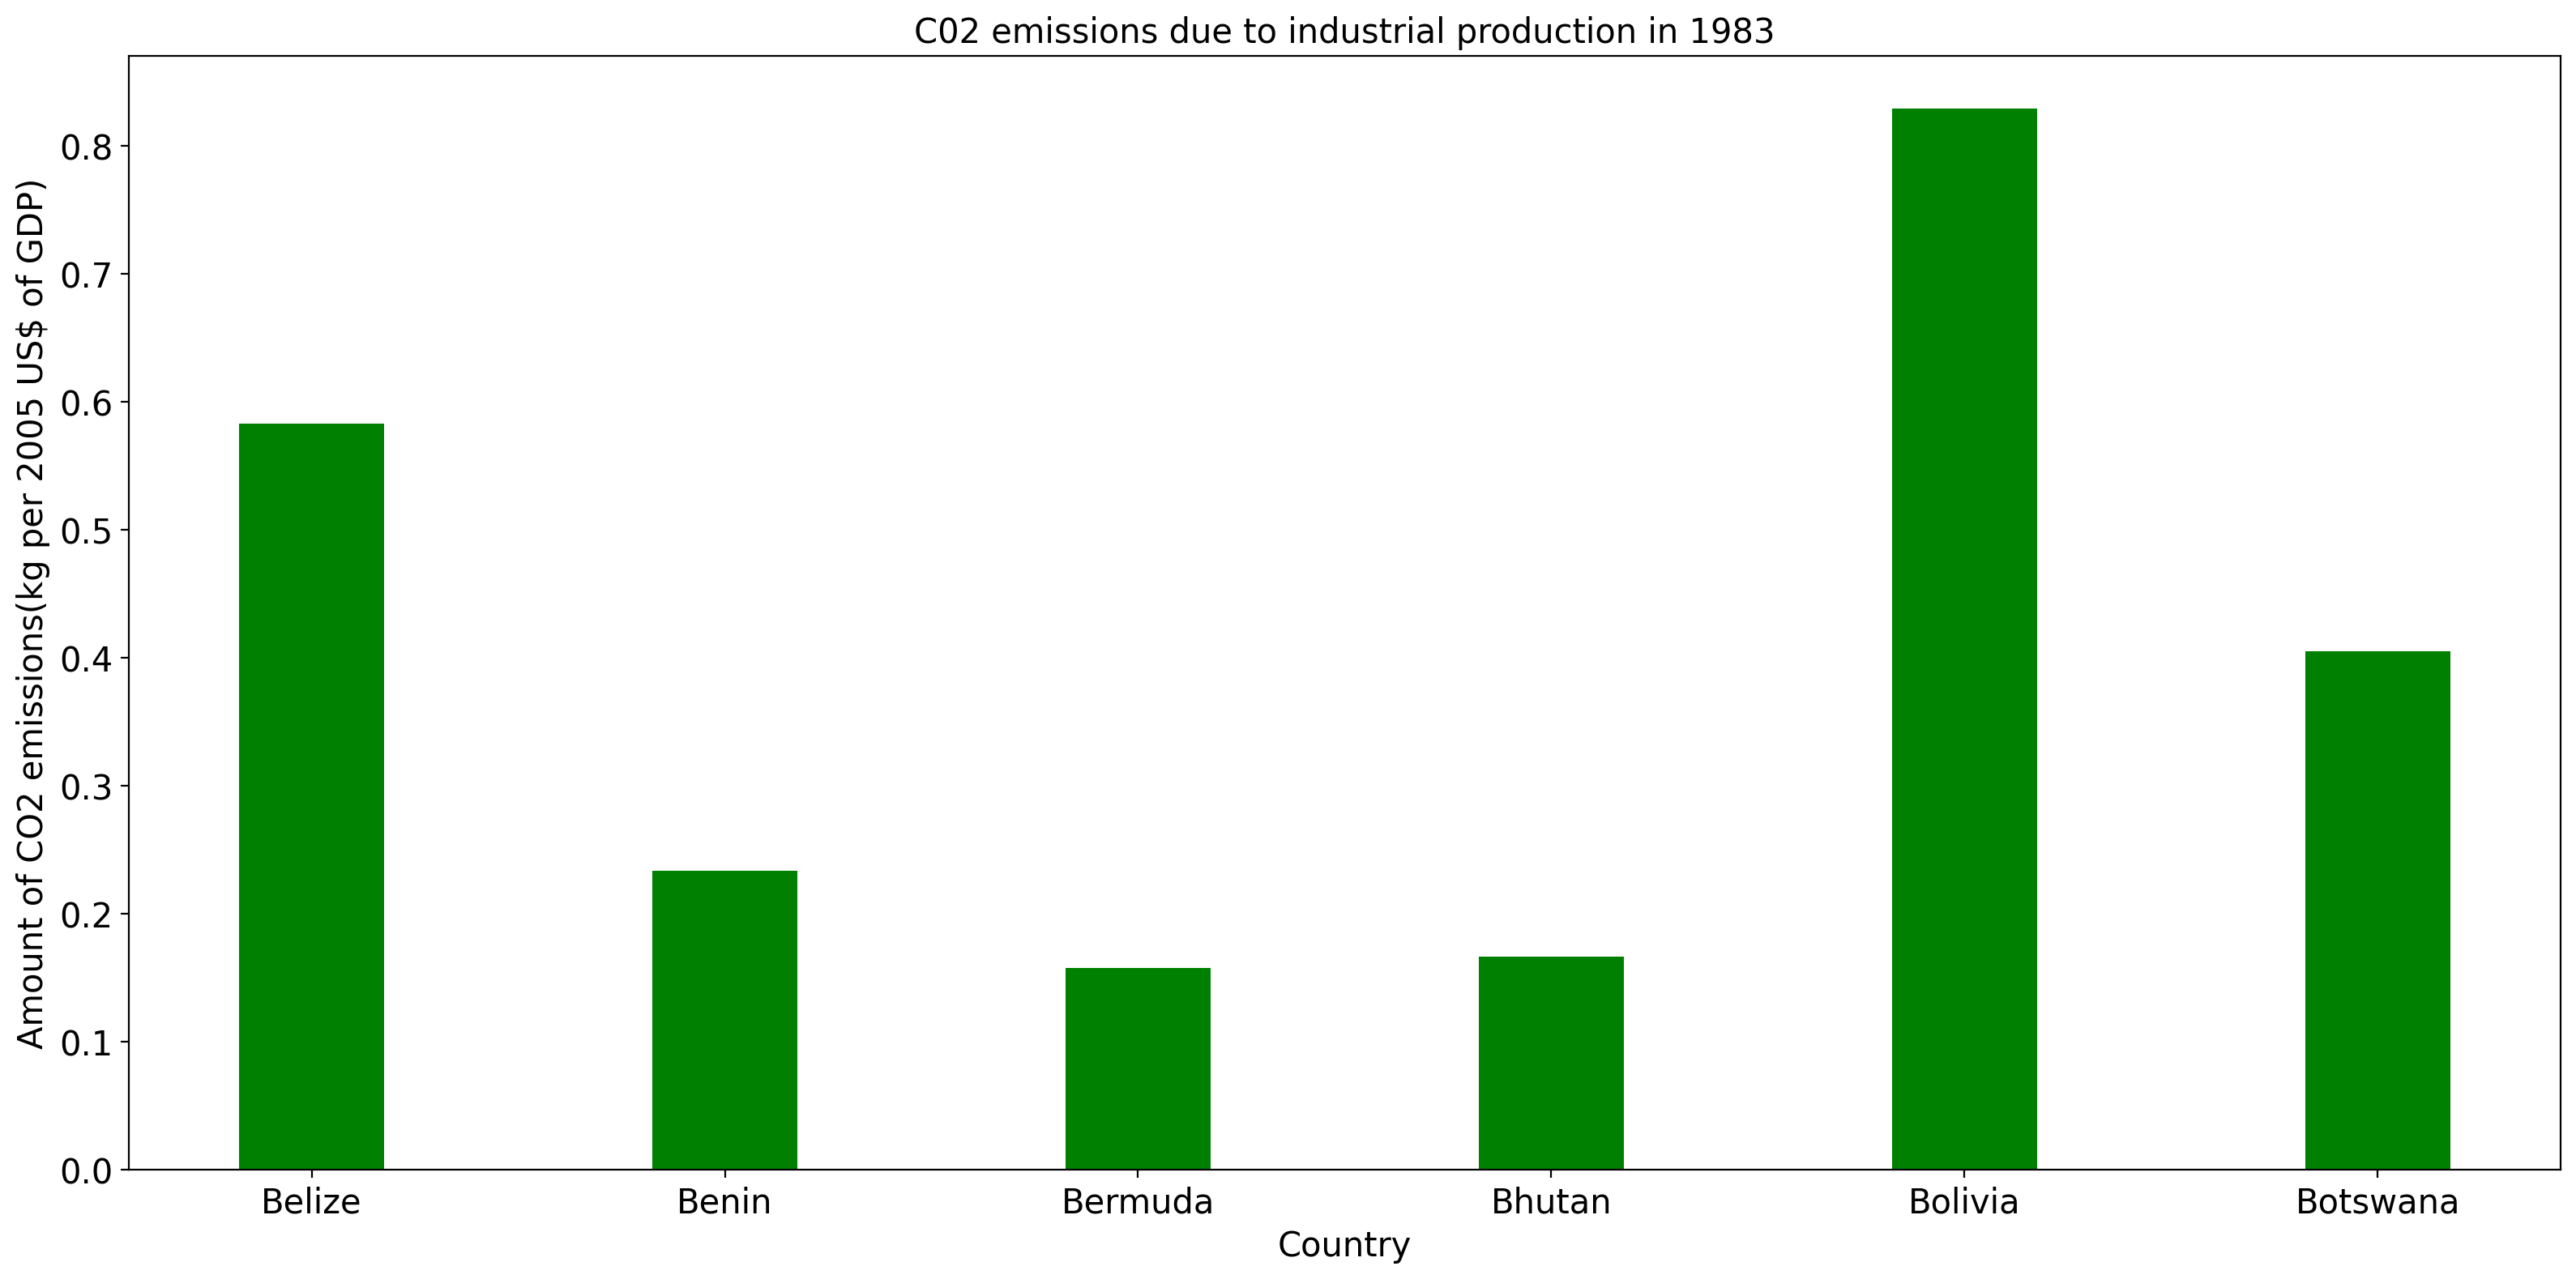 C02 emissions due to industrial production in 1983
Amount of CO2 emissions(kg per 2005 US$ of GDP)
0.8
0.7
0.6
0.5
0.4
0.3
0.2
0.1
0.0
Belize Benin Bermuda Bhutan Bolivia Botswana
Country